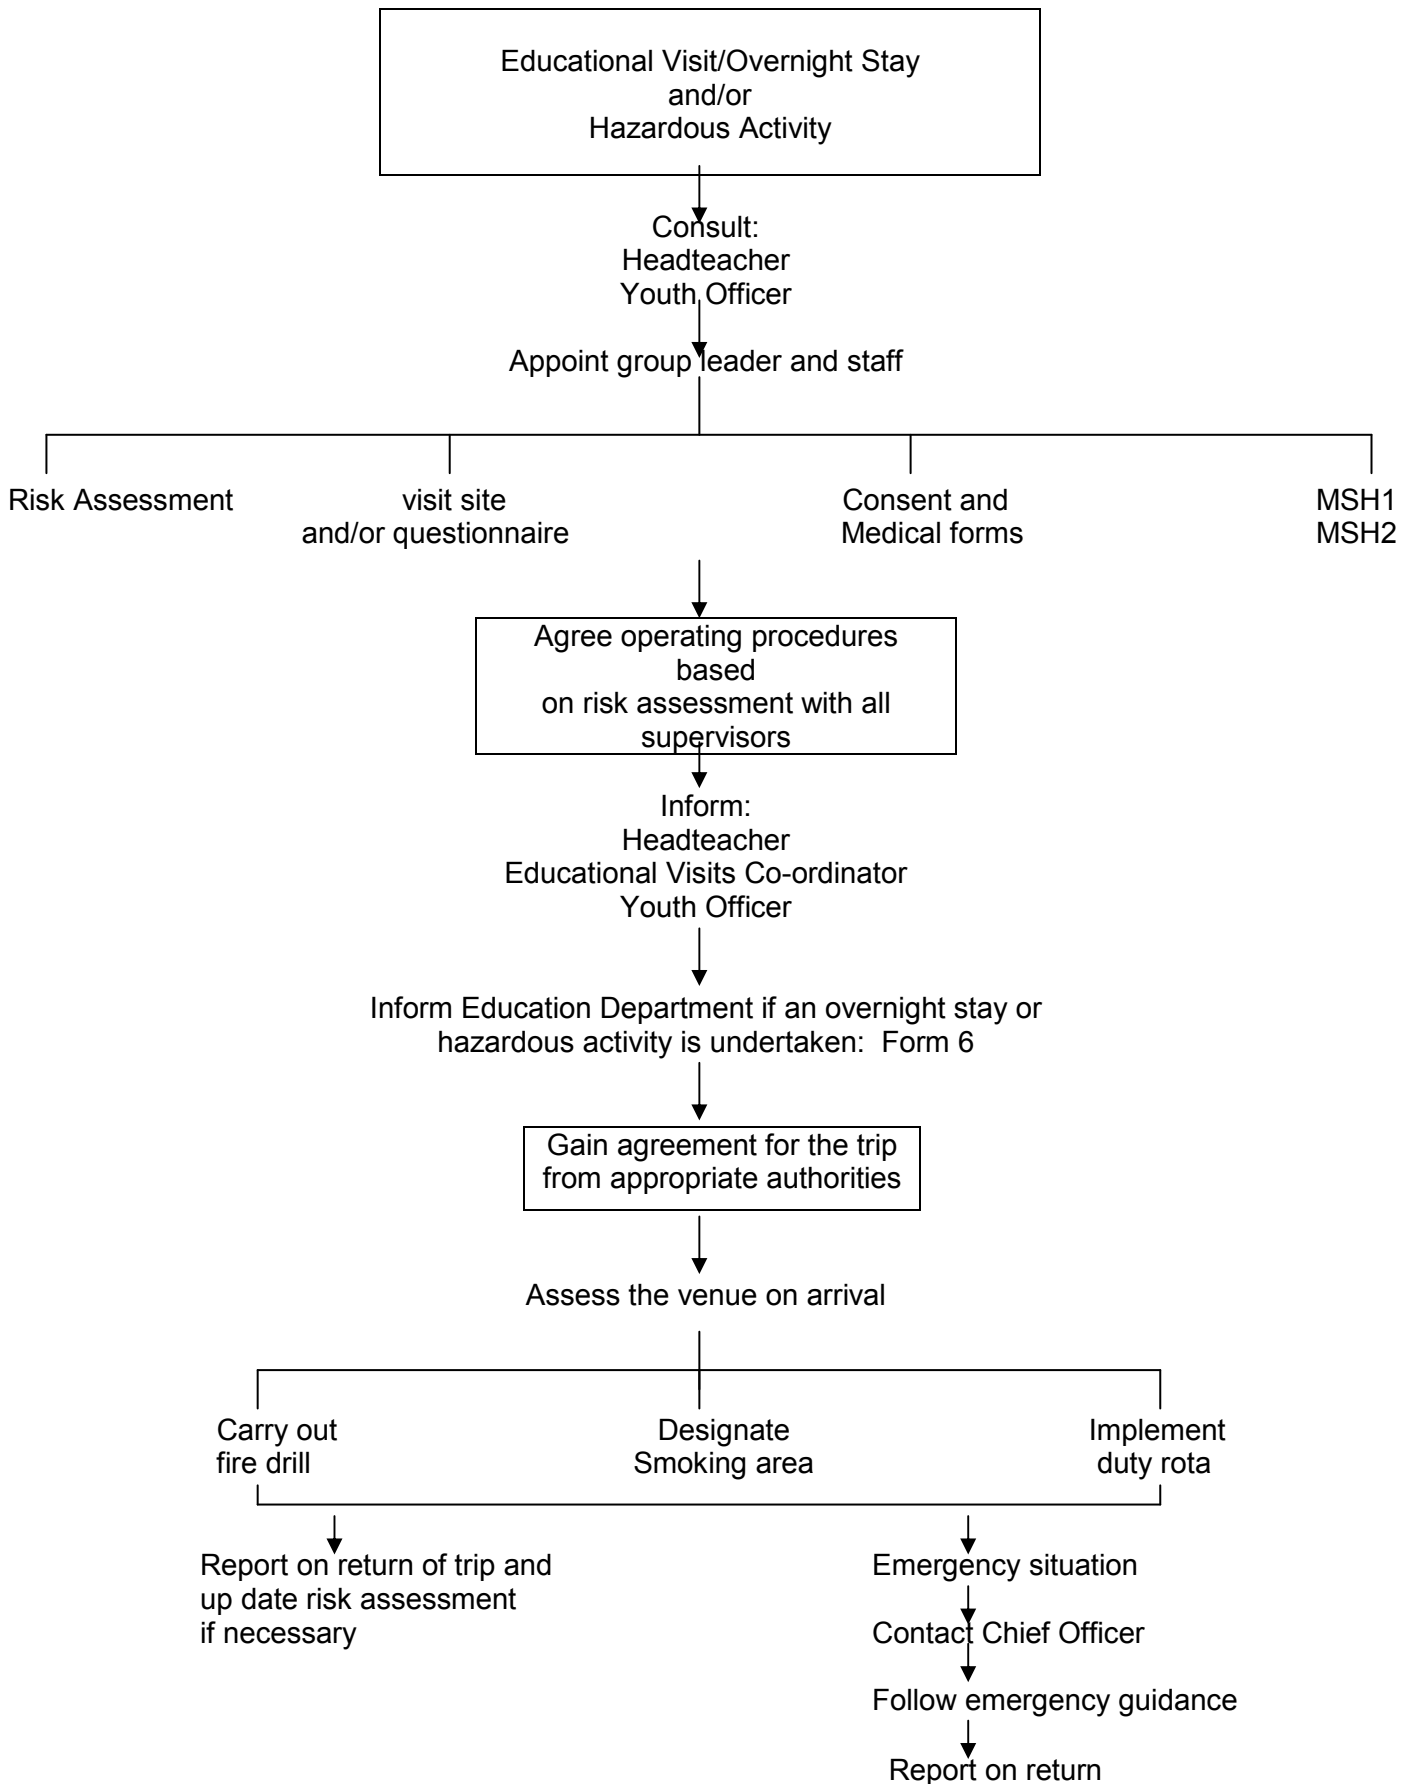 Educational Visit/Overnight Stay
and/or
Hazardous Activity
Consult:
Headteacher
Youth Officer
Appoint group leader and staff
Risk Assessment
visit site
and/or questionnaire
Consent and
Medical forms
MSH1
MSH2
Agree operating procedures
based
on risk assessment with all
supervisors
Inform:
Headteacher
Educational Visits Co-ordinator
Youth Officer
Inform Education Department if an overnight stay or
hazardous activity is undertaken:  Form 6
Gain agreement for the trip
from appropriate authorities
Assess the venue on arrival
Carry out
fire drill
Designate
Smoking area
Implement
duty rota
Report on return of trip and
up date risk assessment
if necessary
Emergency situation
Contact Chief Officer
Follow emergency guidance
Report on return